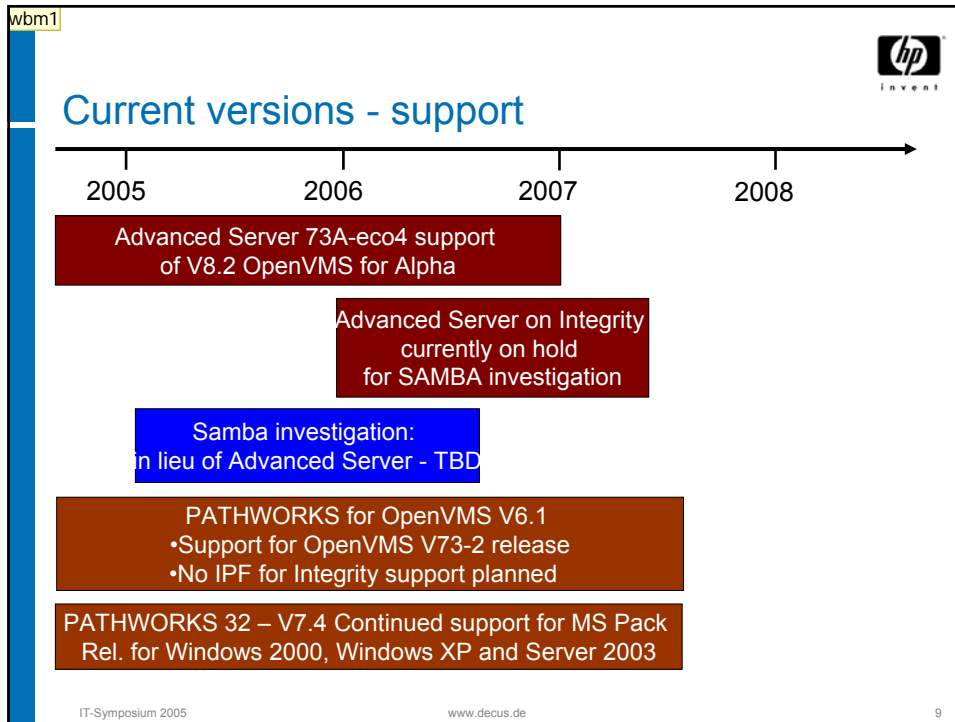 wbm1
hp
invent
Current versions - support
2005 2006 2007 2008
Advanced Server 73A-eco4 support
of V8.2 OpenVMS for Alpha
Advanced Server on Integrity
currently on hold
for SAMBA investigation
Samba investigation:
in lieu of Advanced Server - TBD
PATHWORKS for OpenVMS V6.1
•Support for OpenVMS V73-2 release
•No IPF for Integrity support planned
PATHWORKS 32 – V7.4 Continued support for MS Pack
Rel. for Windows 2000, Windows XP and Server 2003
IT-Symposium 2005 www.decus.de 9